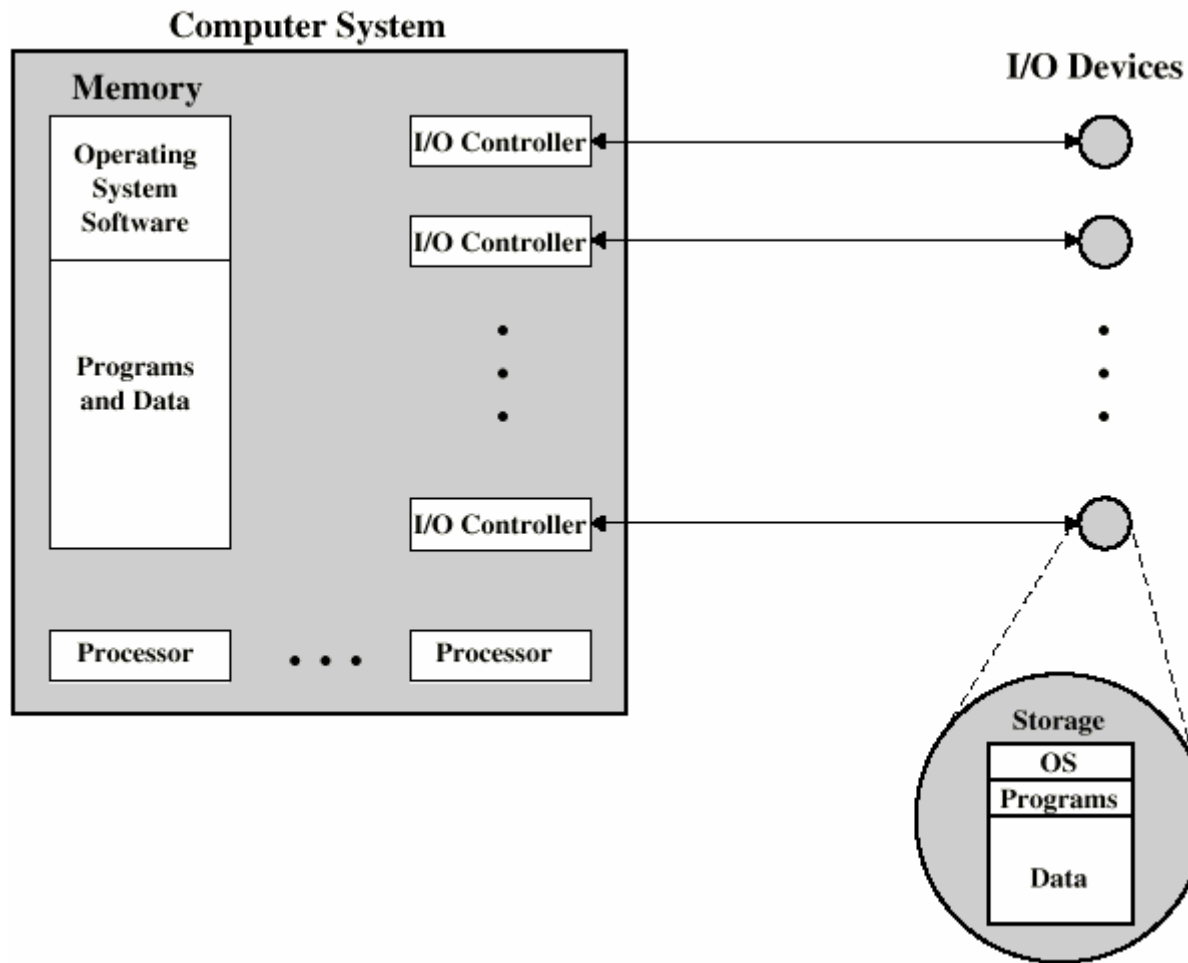 Computer System
I/O Devices
Memory
Operating
System
Software
Programs
and Data
I/O Controller
I/O Controller
I/O Controller
Processor
Processor
Storage
OS
Programs
Data